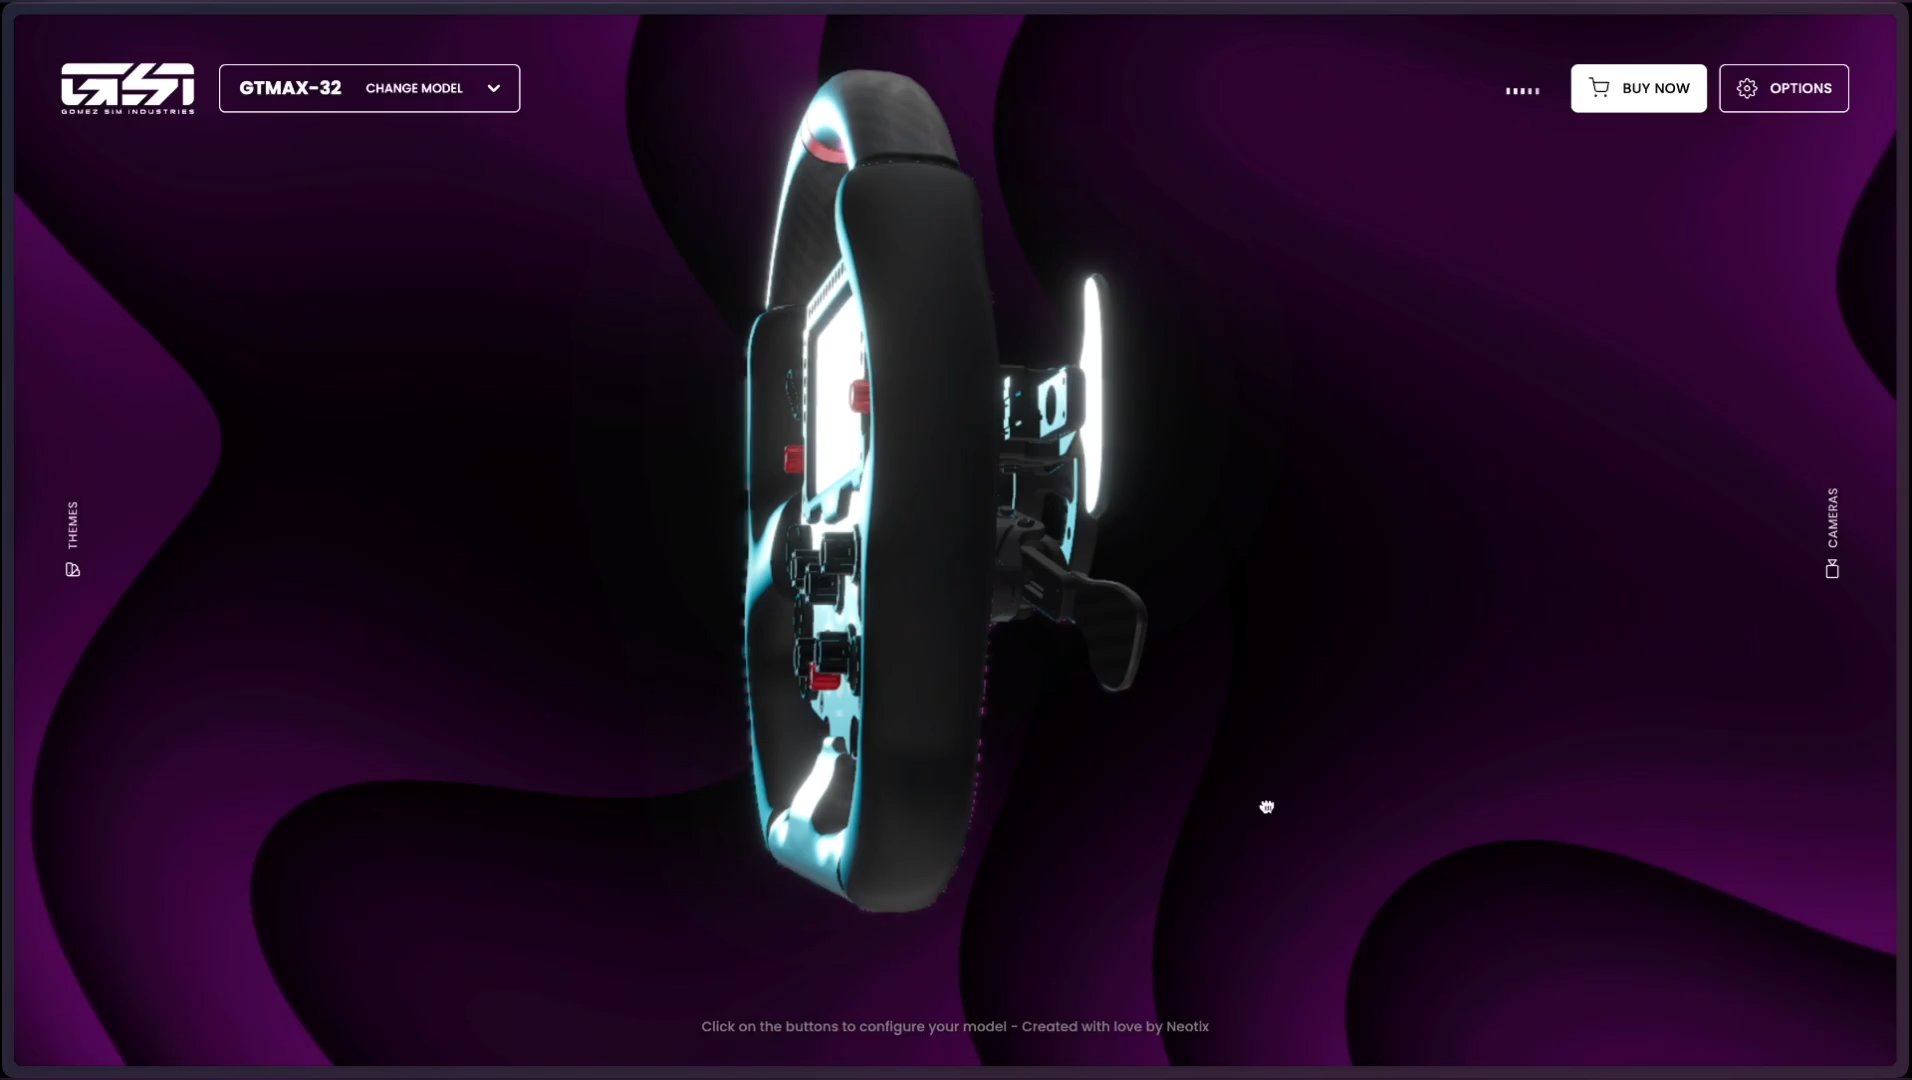 GSI
GOMEZ SIM INDUSTRIES
GTMAX-32
CHANGE MODEL
BUY NOW
OPTIONS
THEMES
CAMERAS
Click on the buttons to configure your model - Created with love by Neotix